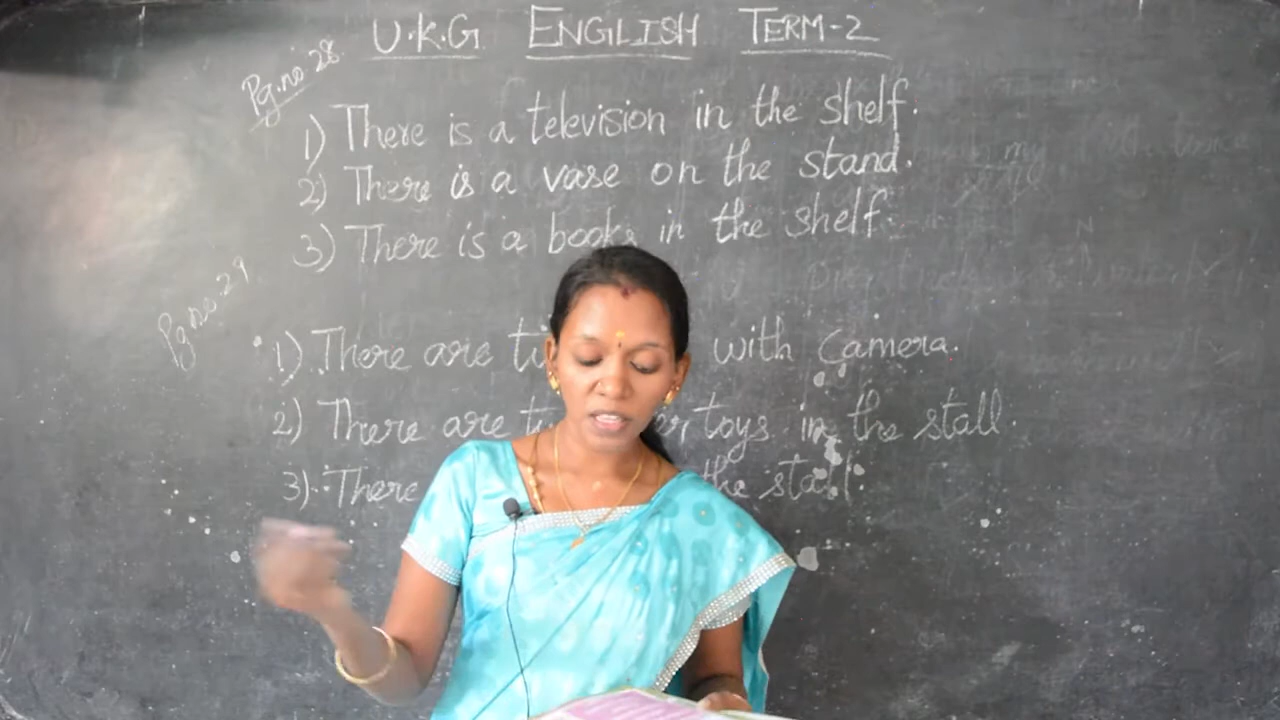 U.K.G ENGLISH TERM-2
Pg.no.28
1) There is a television in the shelf.
2) There is a vase on the stand.
3) There is a books in the shelf.
Pg.no.29
1) There are with camera.
2) There are toys in the stall.
3) There the stall.